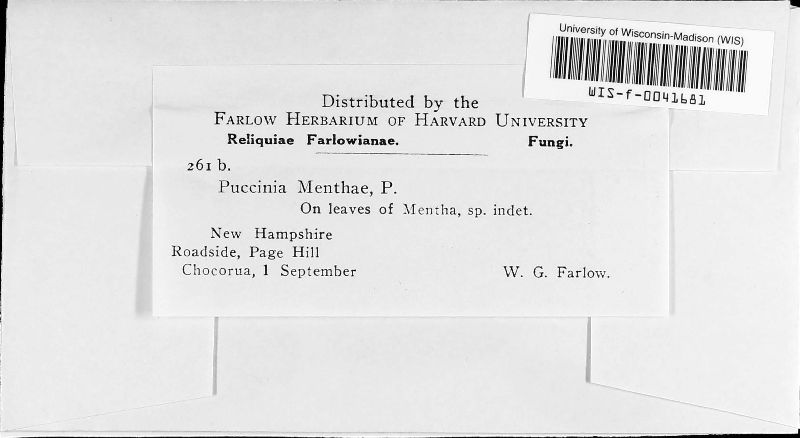 University of Wisconsin-Madison (WIS)
WIS-f-0041681
Distributed by the
FARLOW HERBARIUM OF HARVARD UNIVERSITY
Reliquiae Farlowianae. Fungi.
261 b.
Puccinia Menthae, P.
On leaves of Mentha, sp. indet.
New Hampshire
Roadside, Page Hill
Chocorua, 1 September W. G. Farlow.